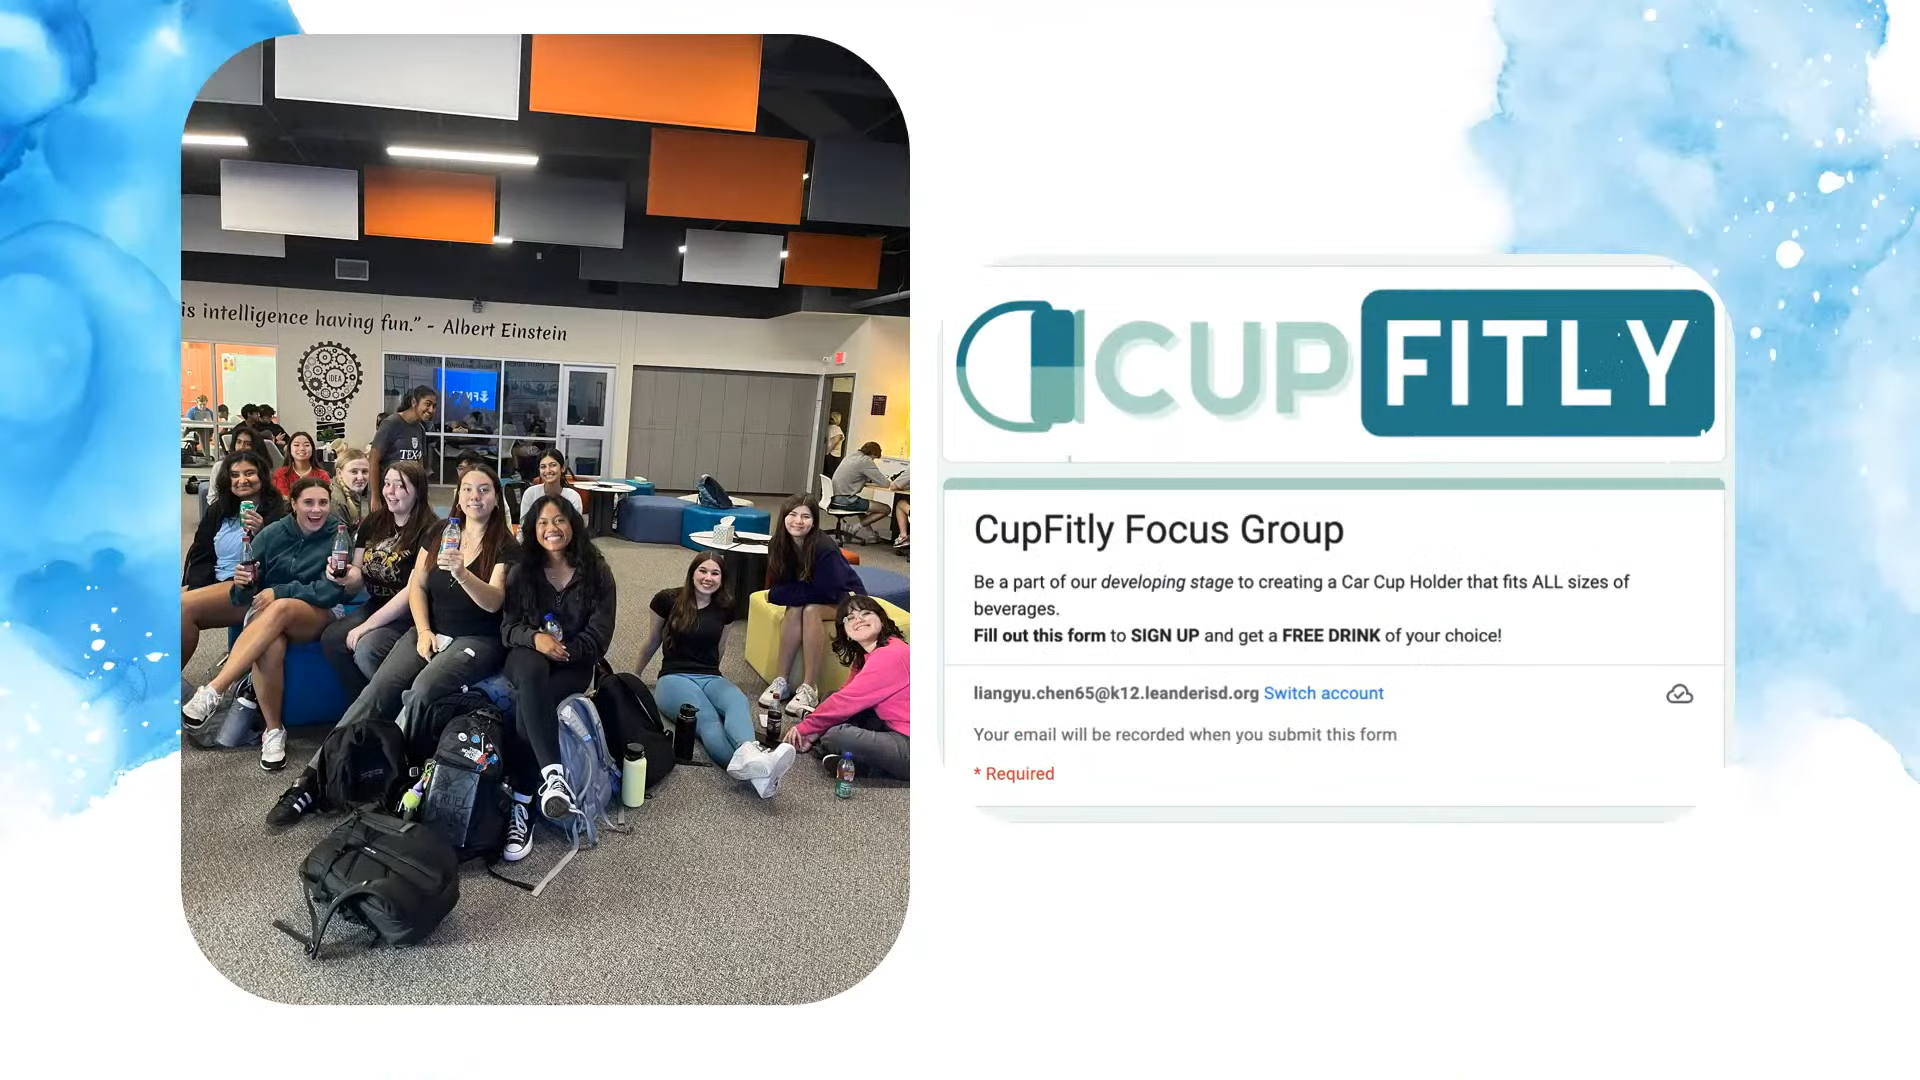 is intelligence having fun." - Albert Einstein
IDEA
TEX
CUPFITLY
CupFitly Focus Group
Be a part of our developing stage to creating a Car Cup Holder that fits ALL sizes of
beverages.
Fill out this form to SIGN UP and get a FREE DRINK of your choice!
liangyu.chen65@k12.leanderisd.org Switch account
Your email will be recorded when you submit this form
* Required